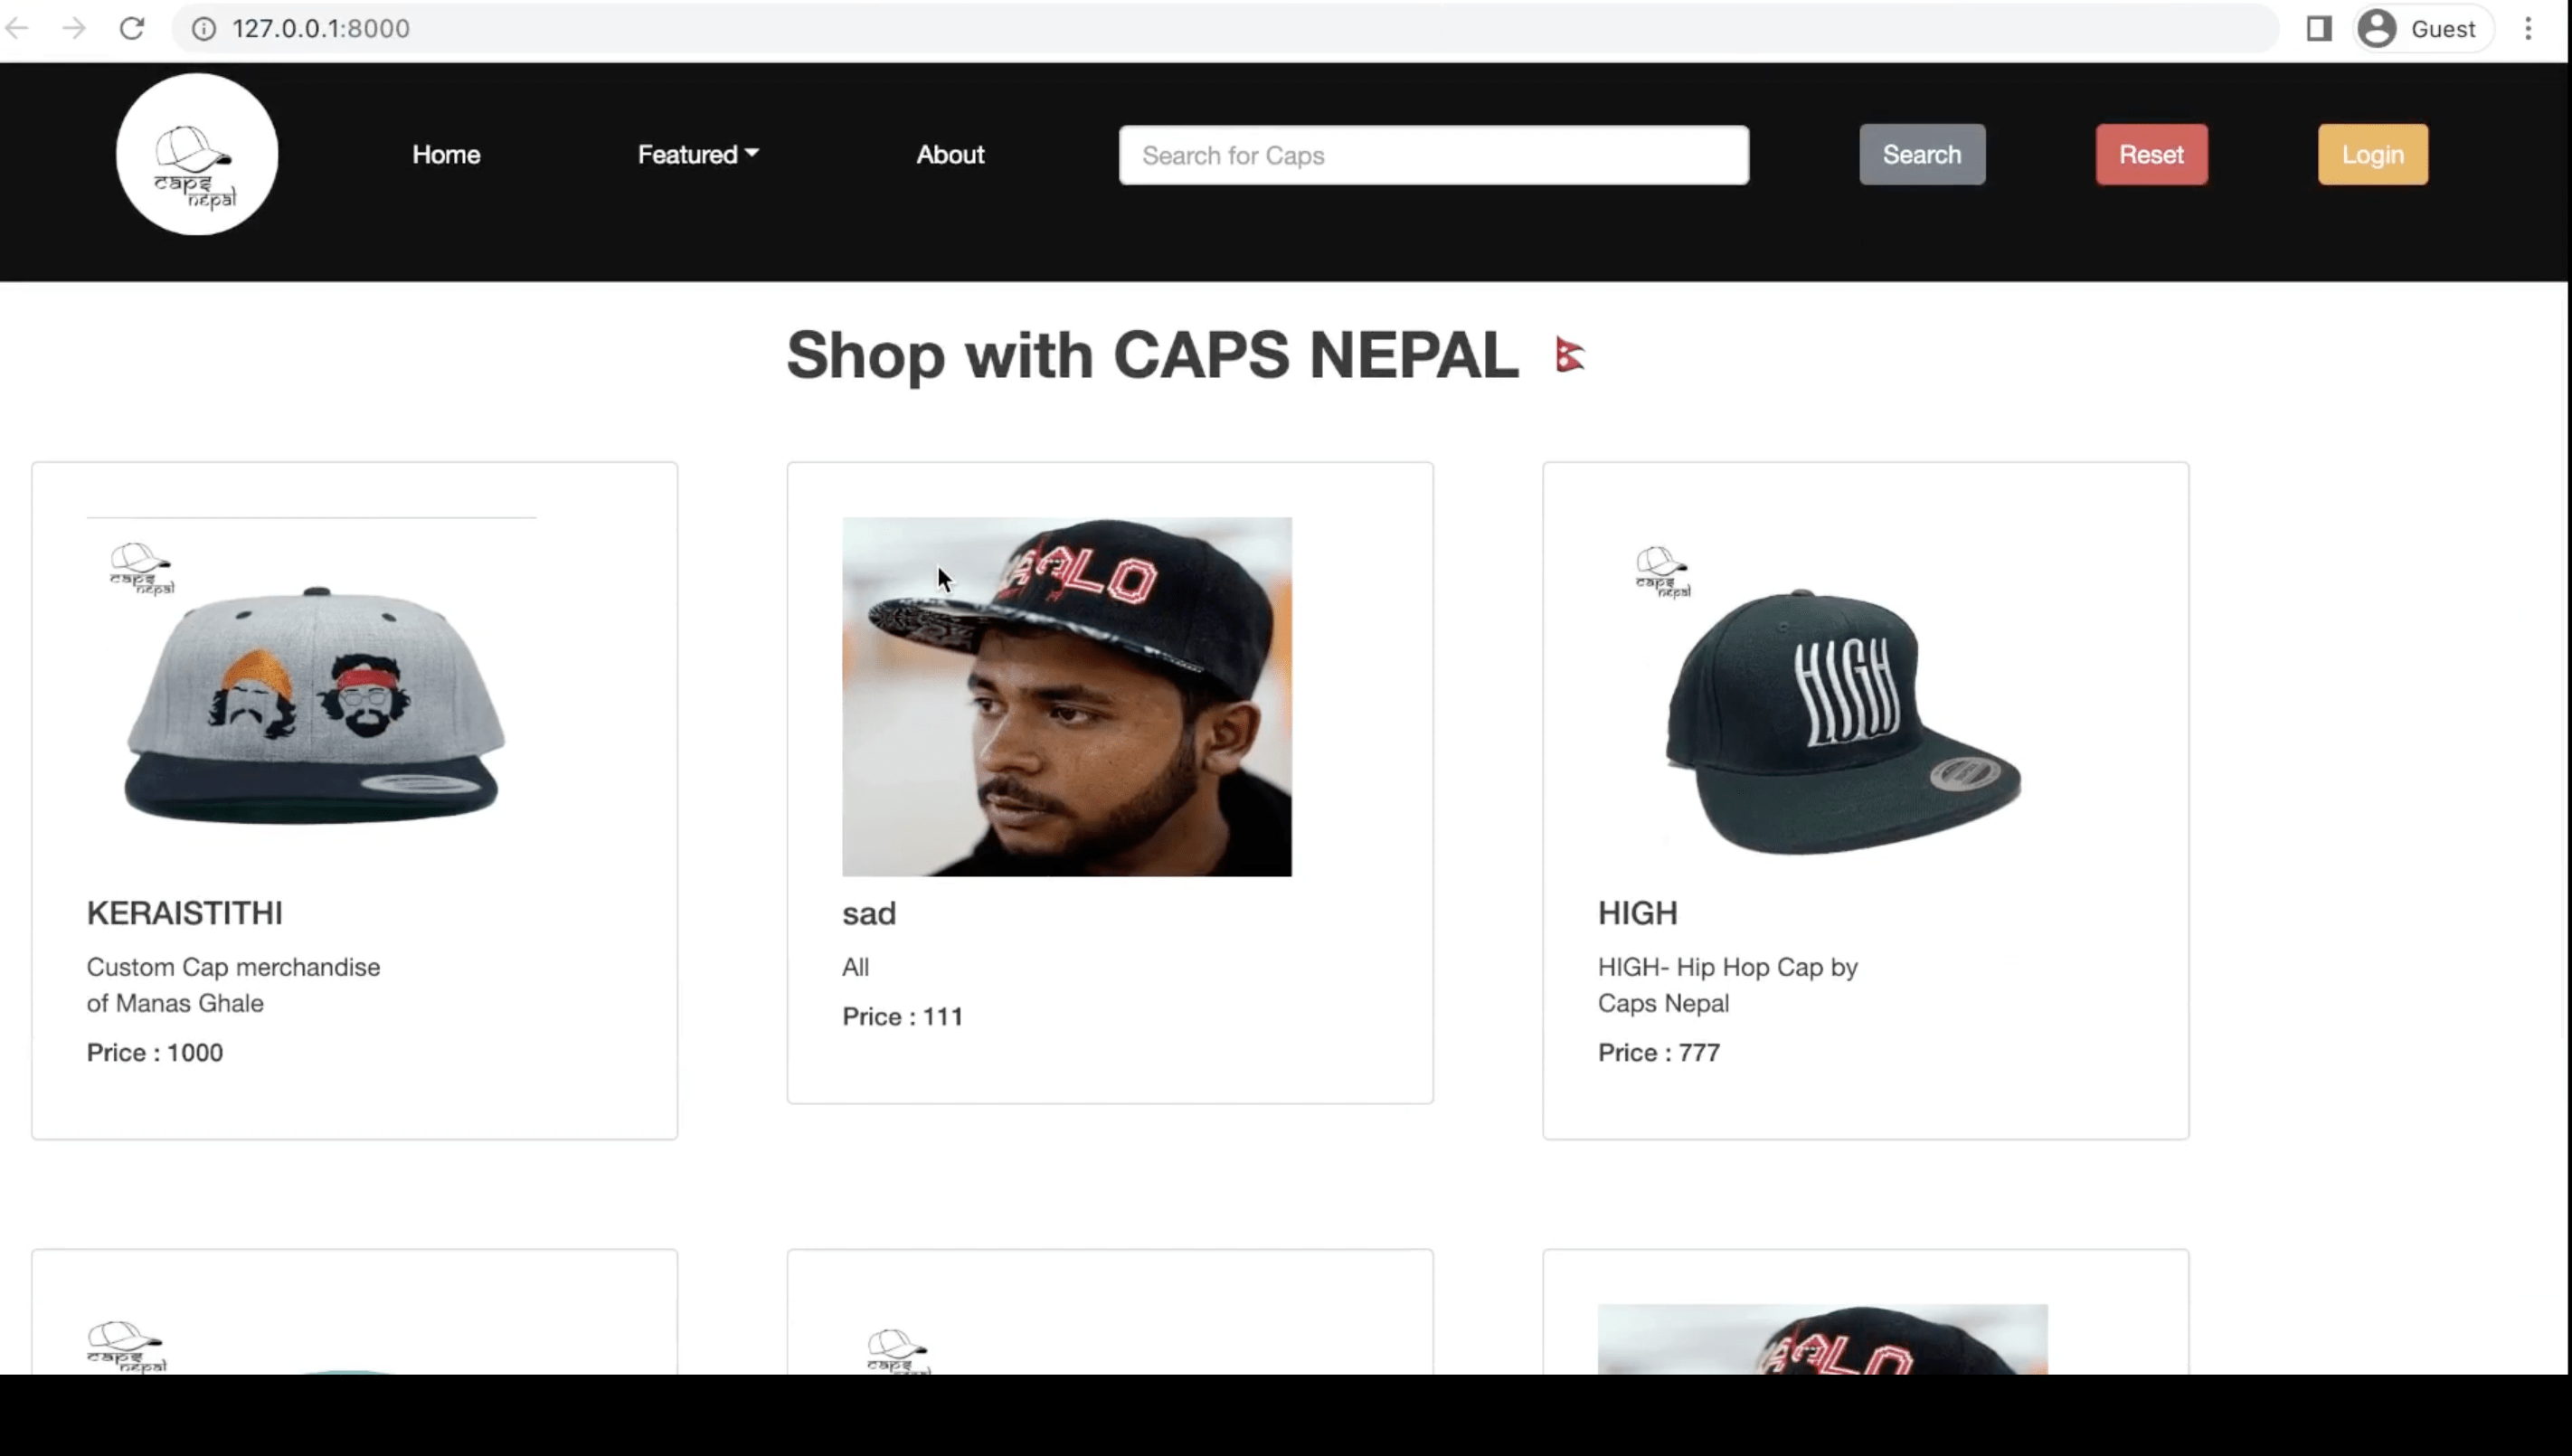 127.0.0.1:8000
Guest
caps
nepal
Home
Featured
About
Search for Caps
Search
Reset
Login
Shop with CAPS NEPAL
caps
nepal
caps
nepal
HIGH
KERAISTITHI
Custom Cap merchandise
of Manas Ghale
Price : 1000
sad
All
Price : 111
HIGH
HIGH- Hip Hop Cap by
Caps Nepal
Price : 777
caps
nepal
caps